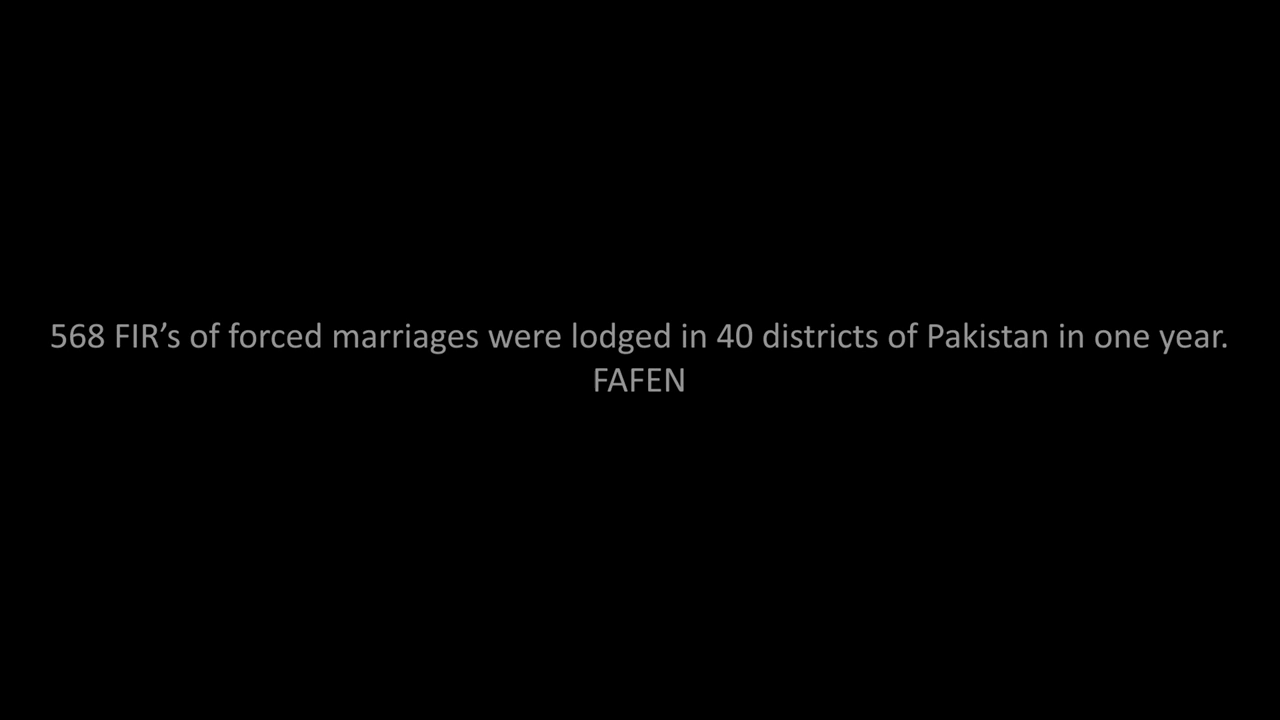 568 FIR’s of forced marriages were lodged in 40 districts of Pakistan in one year.
FAFEN